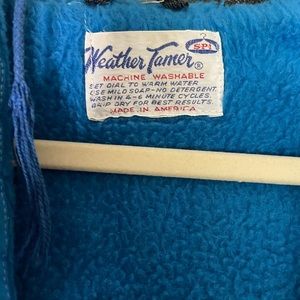 SPI
Weather Tamer®
MACHINE WASHABLE
SET DIAL TO WARM WATER
USE MILD SOAP-NO DETERGENT
WASH IN 4-6 MINUTE CYCLES
DRIP DRY FOR BEST RESULTS.
MADE IN AMERICA